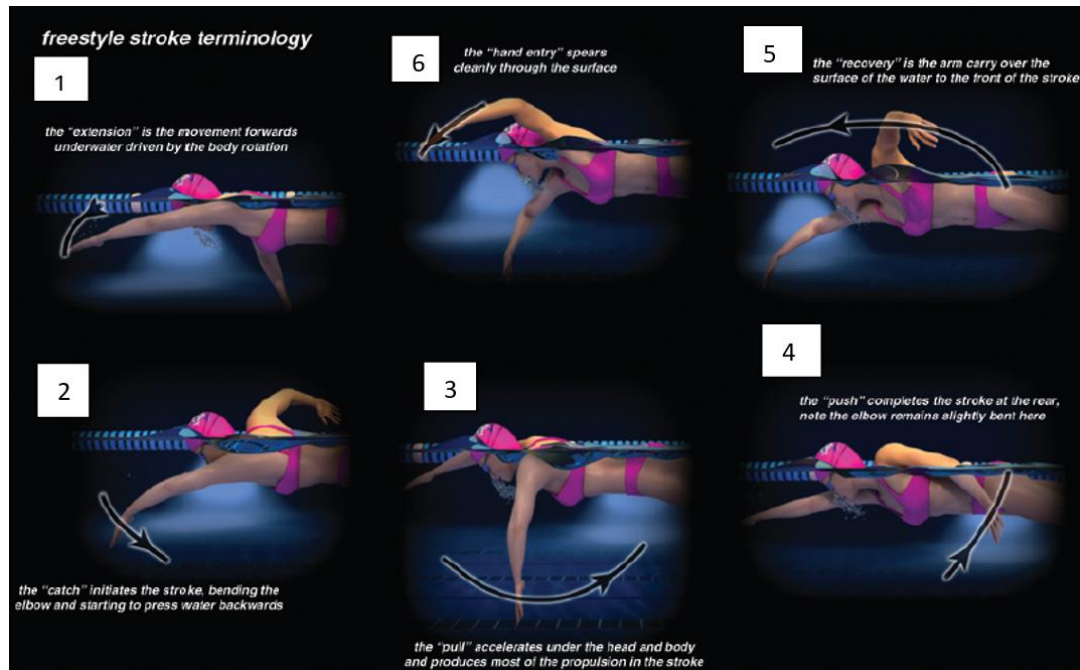 freestyle stroke terminology
1
the "extension" is the movement forwards
underwater driven by the body rotation
6
the "hand entry" spears
cleanly through the surface
5
the "recovery" is the arm carry over the
surface of the water to the front of the stroke
2
the "catch" initiates the stroke, bending the
elbow and starting to press water backwards
3
the "pull" accelerates under the head and body
and produces most of the propulsion in the stroke
4
the "push" completes the stroke at the rear,
note the elbow remains slightly bent here